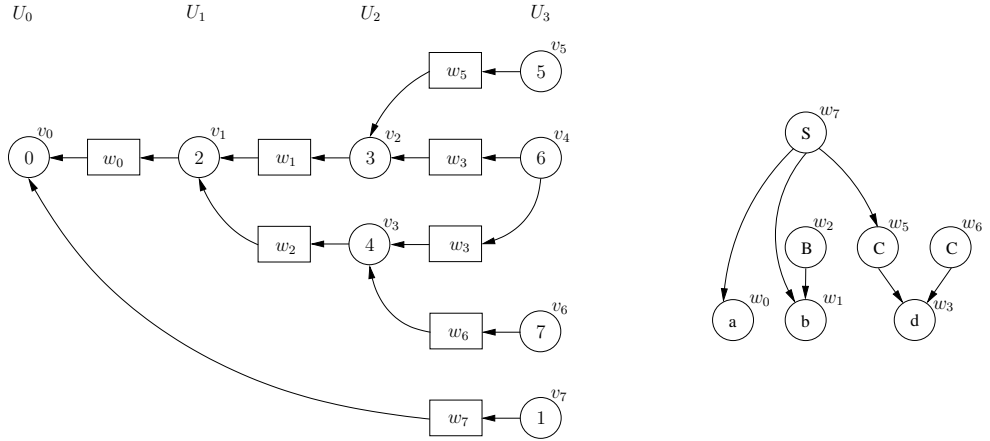 U₀ U₁ U₂ U₃
v₅
w₅ 5
v₀ v₁ v₂ v₄
0 w₀ 2 w₁ 3 w₃ 6
v₃
w₂ 4 w₃
v₆
w₆ 7
v₇
w₇ 1
w₇
S
w₂ w₅ w₆
B C C
w₀ w₁ w₃
a b d